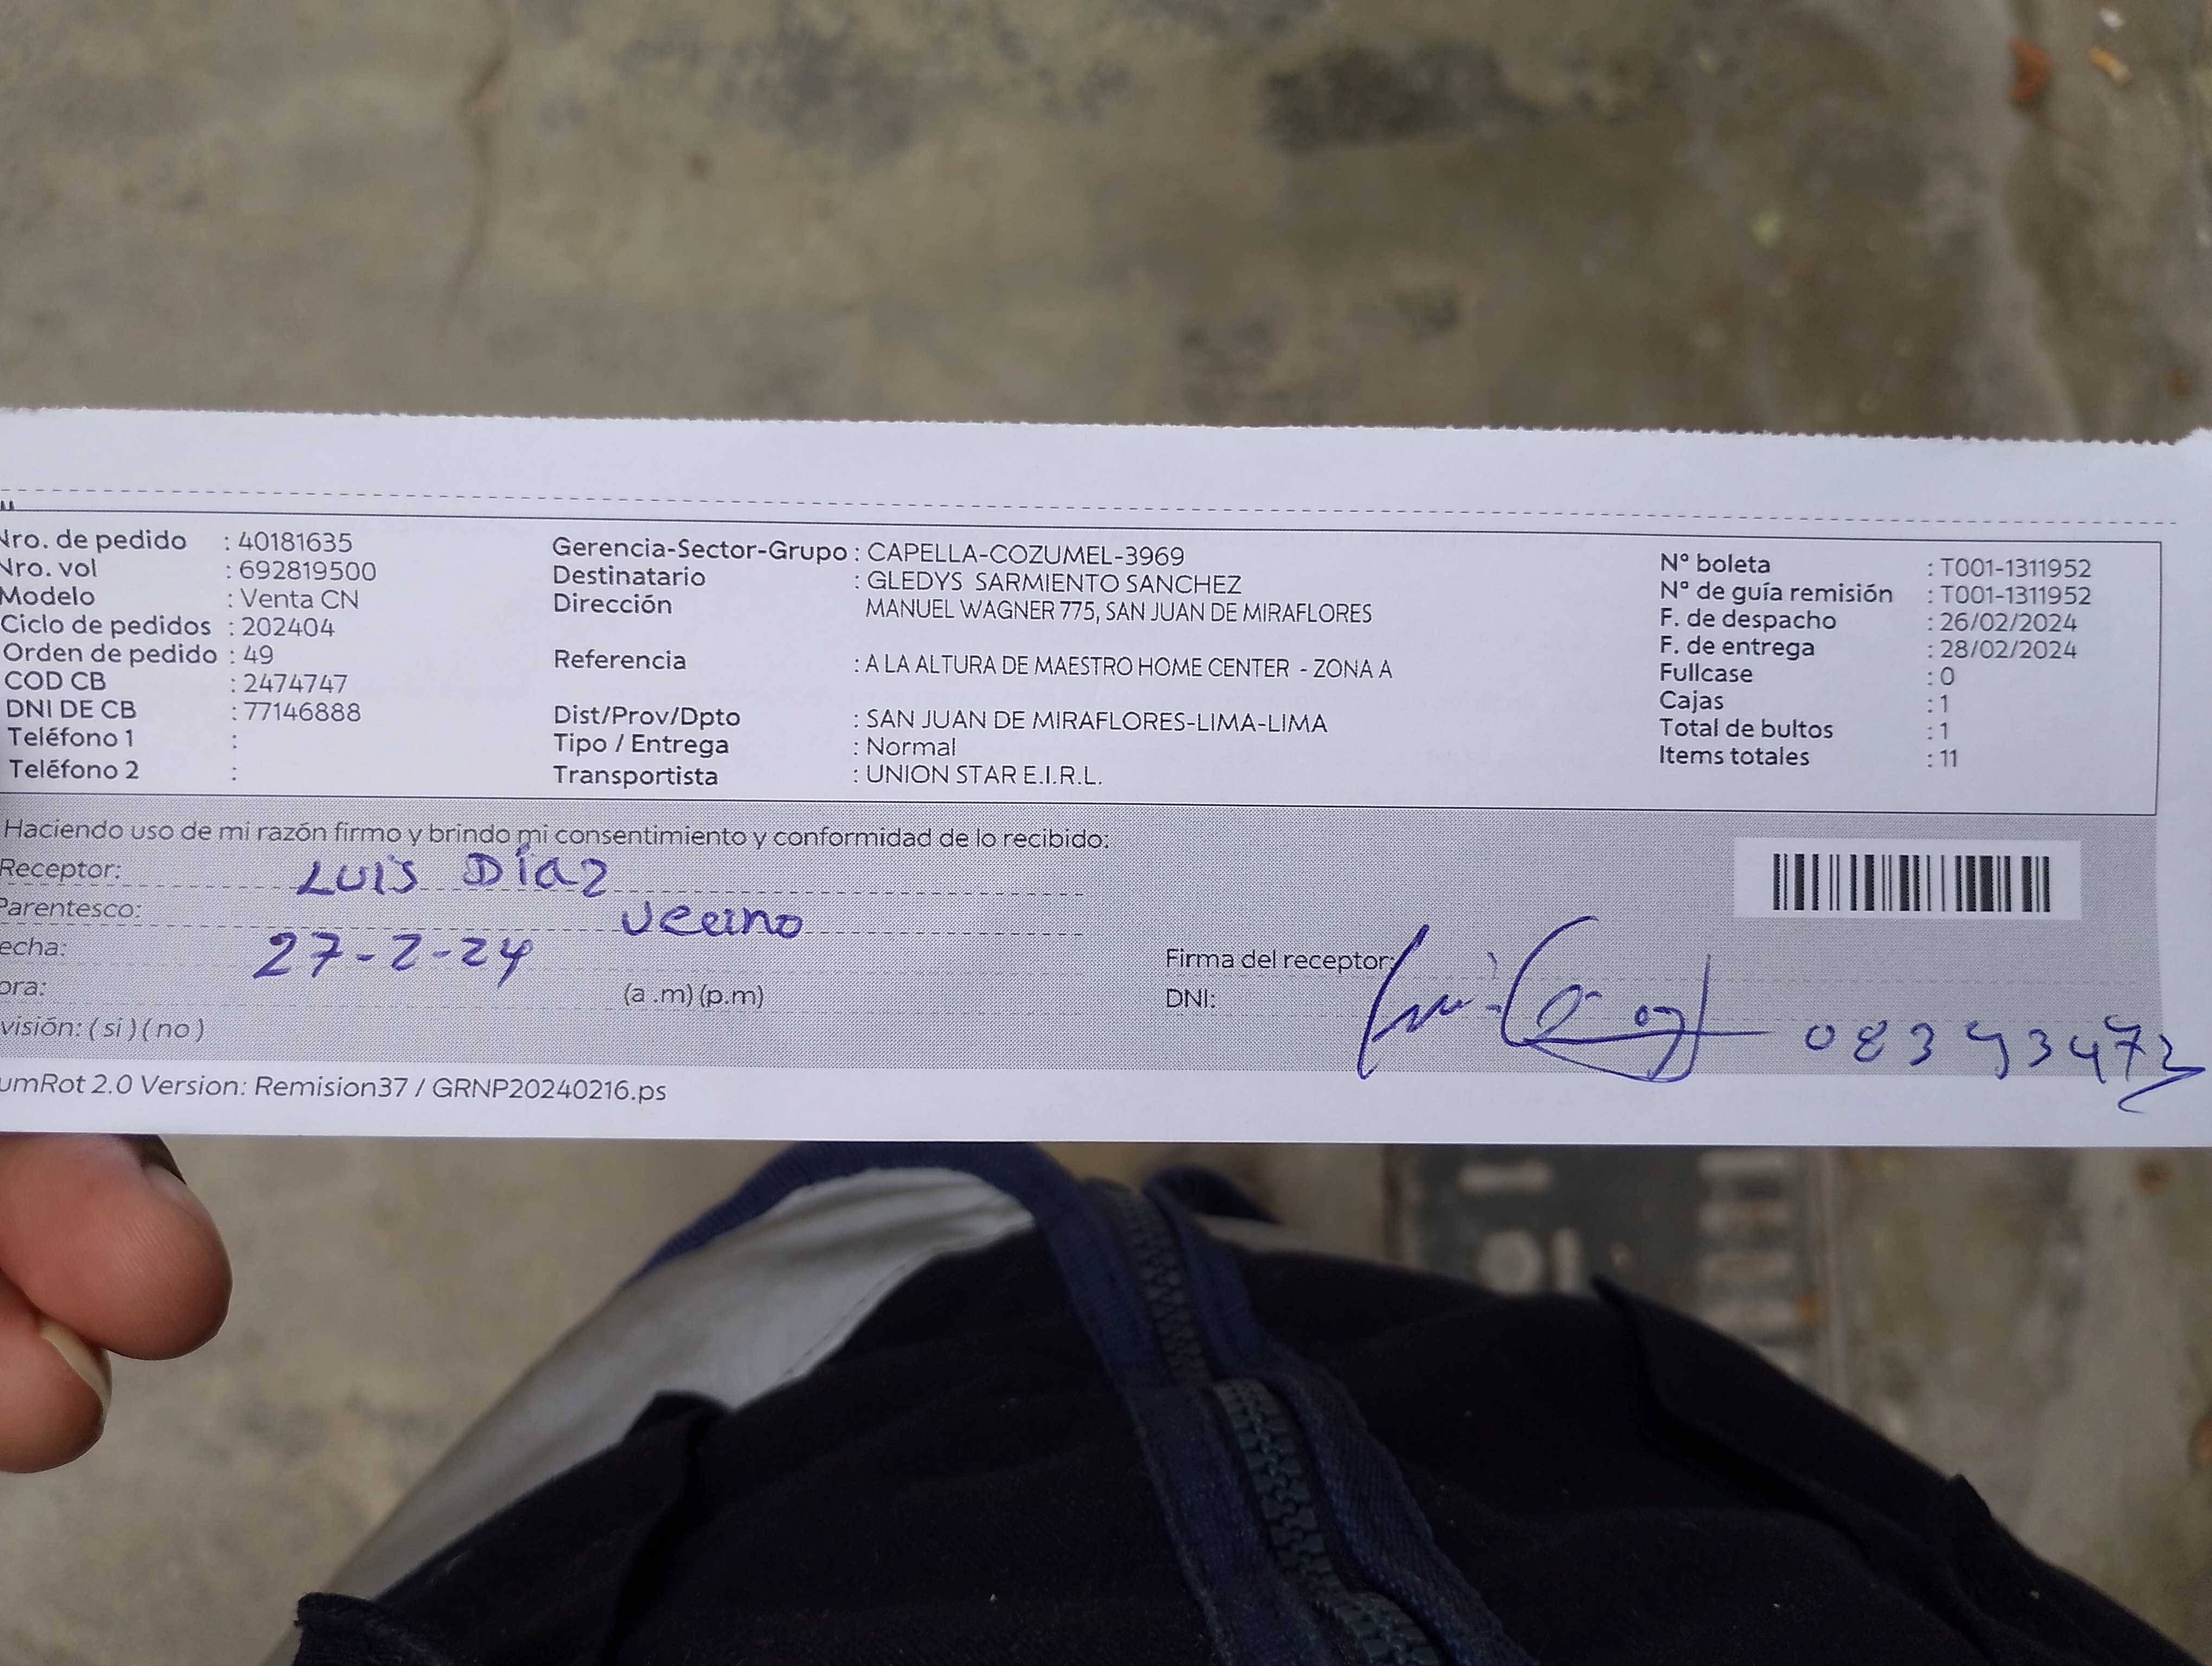 Nro. de pedido : 40181635
Nro. vol : 692819500
Modelo : Venta CN
Ciclo de pedidos : 202404
Orden de pedido : 49
COD CB : 2474747
DNI DE CB : 77146888
Teléfono 1 :
Teléfono 2 :
Gerencia-Sector-Grupo : CAPELLA-COZUMEL-3969
Destinatario : GLEDYS SARMIENTO SANCHEZ
Dirección MANUEL WAGNER 775, SAN JUAN DE MIRAFLORES
Referencia : A LA ALTURA DE MAESTRO HOME CENTER - ZONA A
Dist/Prov/Dpto : SAN JUAN DE MIRAFLORES-LIMA-LIMA
Tipo / Entrega : Normal
Transportista : UNION STAR E.I.R.L.
N° boleta : T001-1311952
N° de guía remisión : T001-1311952
F. de despacho : 26/02/2024
F. de entrega : 28/02/2024
Fullcase : 0
Cajas : 1
Total de bultos : 1
Items totales : 11
Haciendo uso de mi razón firmo y brindo mi consentimiento y conformidad de lo recibido:
Receptor: LUIS Díaz
Parentesco: vecino
echa: 27-2-24
ora: (a .m) (p.m)
visión: ( si ) ( no )
Firma del receptor:
DNI:
umRot 2.0 Version: Remision37 / GRNP20240216.ps